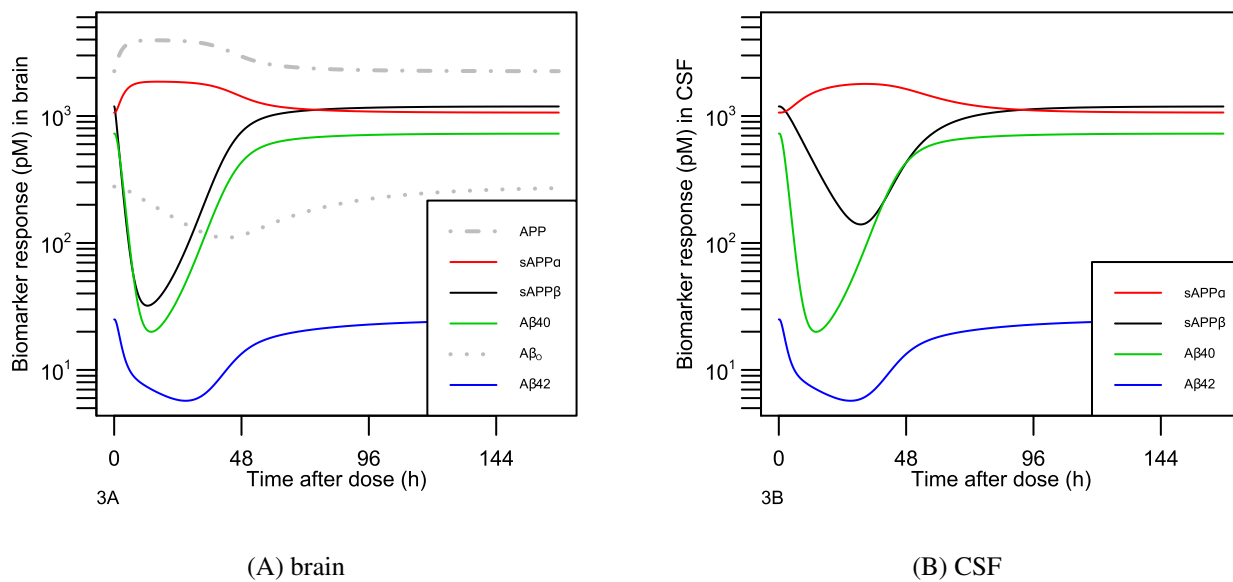 Biomarker response (pM) in brain
10³
10²
10¹
0 48 96 144
Time after dose (h)
3A
APP
sAPPα
sAPPβ
Aβ40
Aβ₀
Aβ42
(A) brain
Biomarker response (pM) in CSF
10³
10²
10¹
0 48 96 144
Time after dose (h)
3B
sAPPα
sAPPβ
Aβ40
Aβ42
(B) CSF